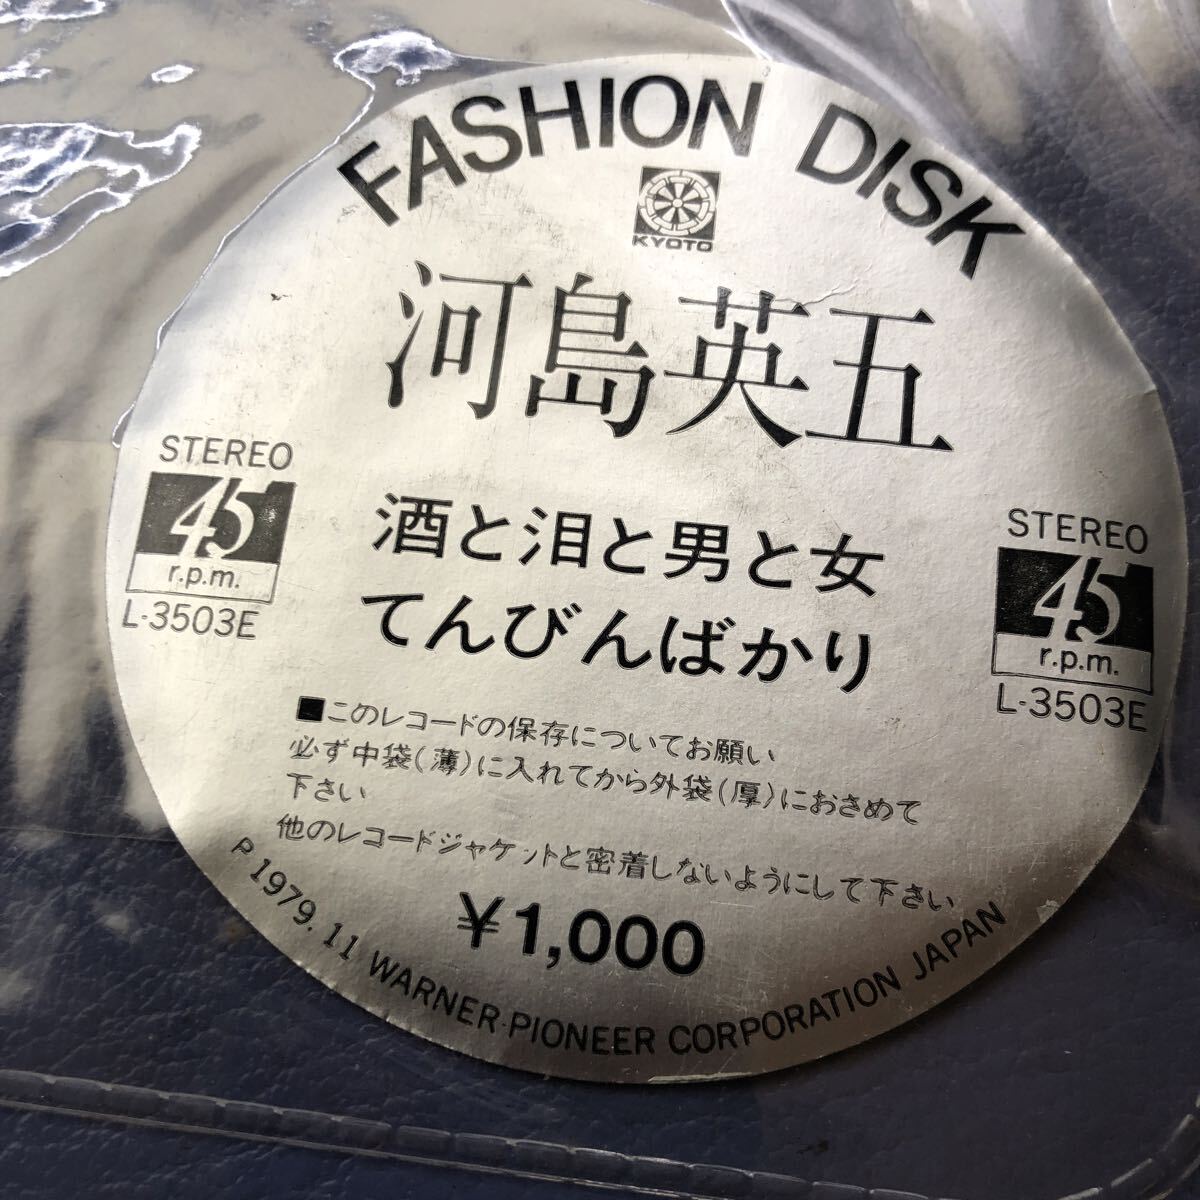 FASHION DISK
KYOTO
河島英五
STEREO
45
r.p.m.
L-3503E
酒と泪と男と女
てんびんばかり
STEREO
45
r.p.m.
L-3503E
■このレコードの保存についてお願い
必ず中袋(薄)に入れてから外袋(厚)におさめて
下さい
他のレコードジャケットと密着しないようにして下さい
¥1,000
P 1979.11 WARNER-PIONEER CORPORATION JAPAN